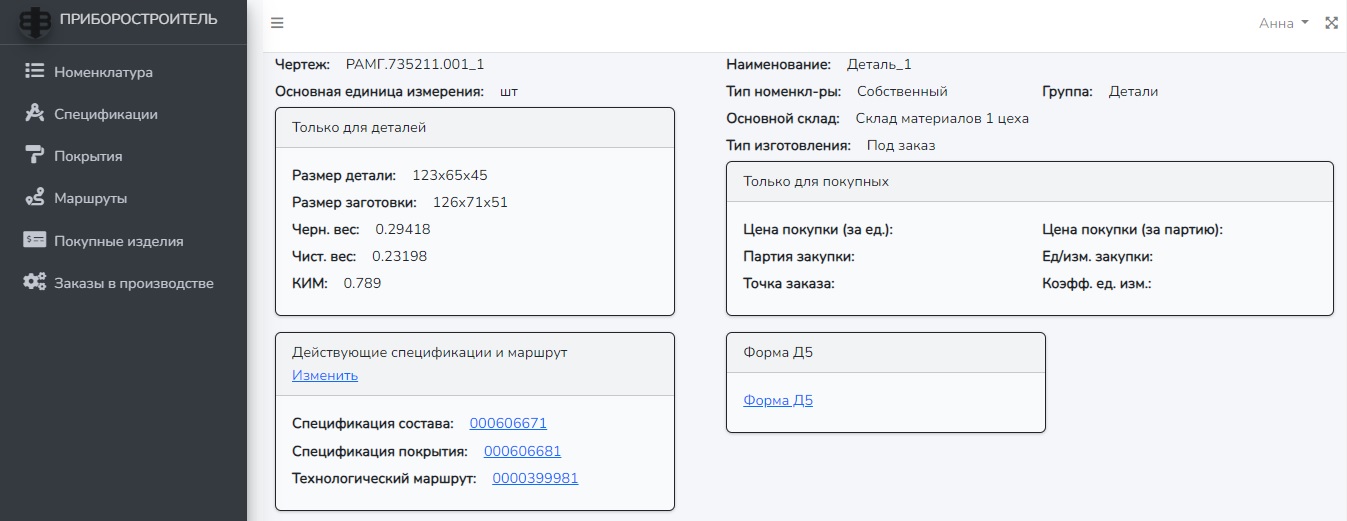 ПРИБОРОСТРОИТЕЛЬ
Номенклатура
Спецификации
Покрытия
Маршруты
Покупные изделия
Заказы в производстве
Анна
Чертеж: РАМГ.735211.001_1
Основная единица измерения: шт
Только для деталей
Размер детали: 123х65х45
Размер заготовки: 126х71х51
Черн. вес: 0.29418
Чист. вес: 0.23198
КИМ: 0.789
Действующие спецификации и маршрут
Изменить
Спецификация состава: 000606671
Спецификация покрытия: 000606681
Технологический маршрут: 0000399981
Наименование: Деталь_1
Тип номенкл-ры: Собственный Группа: Детали
Основной склад: Склад материалов 1 цеха
Тип изготовления: Под заказ
Только для покупных
Цена покупки (за ед.): Цена покупки (за партию):
Партия закупки: Ед/изм. закупки:
Точка заказа: Коэфф. ед. изм.:
Форма Д5
Форма Д5